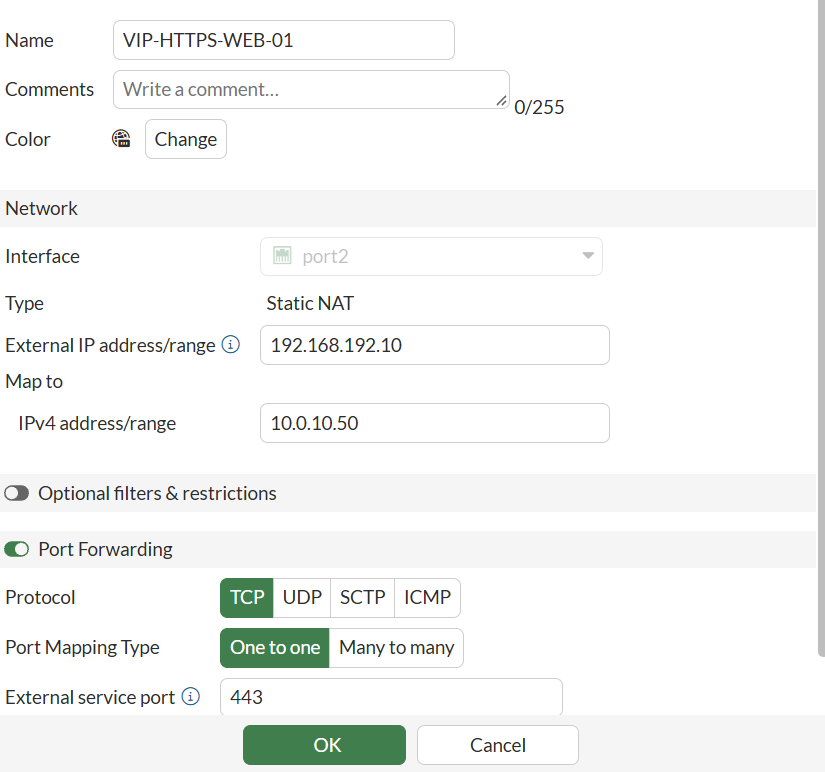 Name VIP-HTTPS-WEB-01
Comments Write a comment...
0/255
Color Change
Network
Interface port2
Type Static NAT
External IP address/range 192.168.192.10
Map to
IPv4 address/range 10.0.10.50
Optional filters & restrictions
Port Forwarding
Protocol TCP UDP SCTP ICMP
Port Mapping Type One to one Many to many
External service port 443
OK Cancel